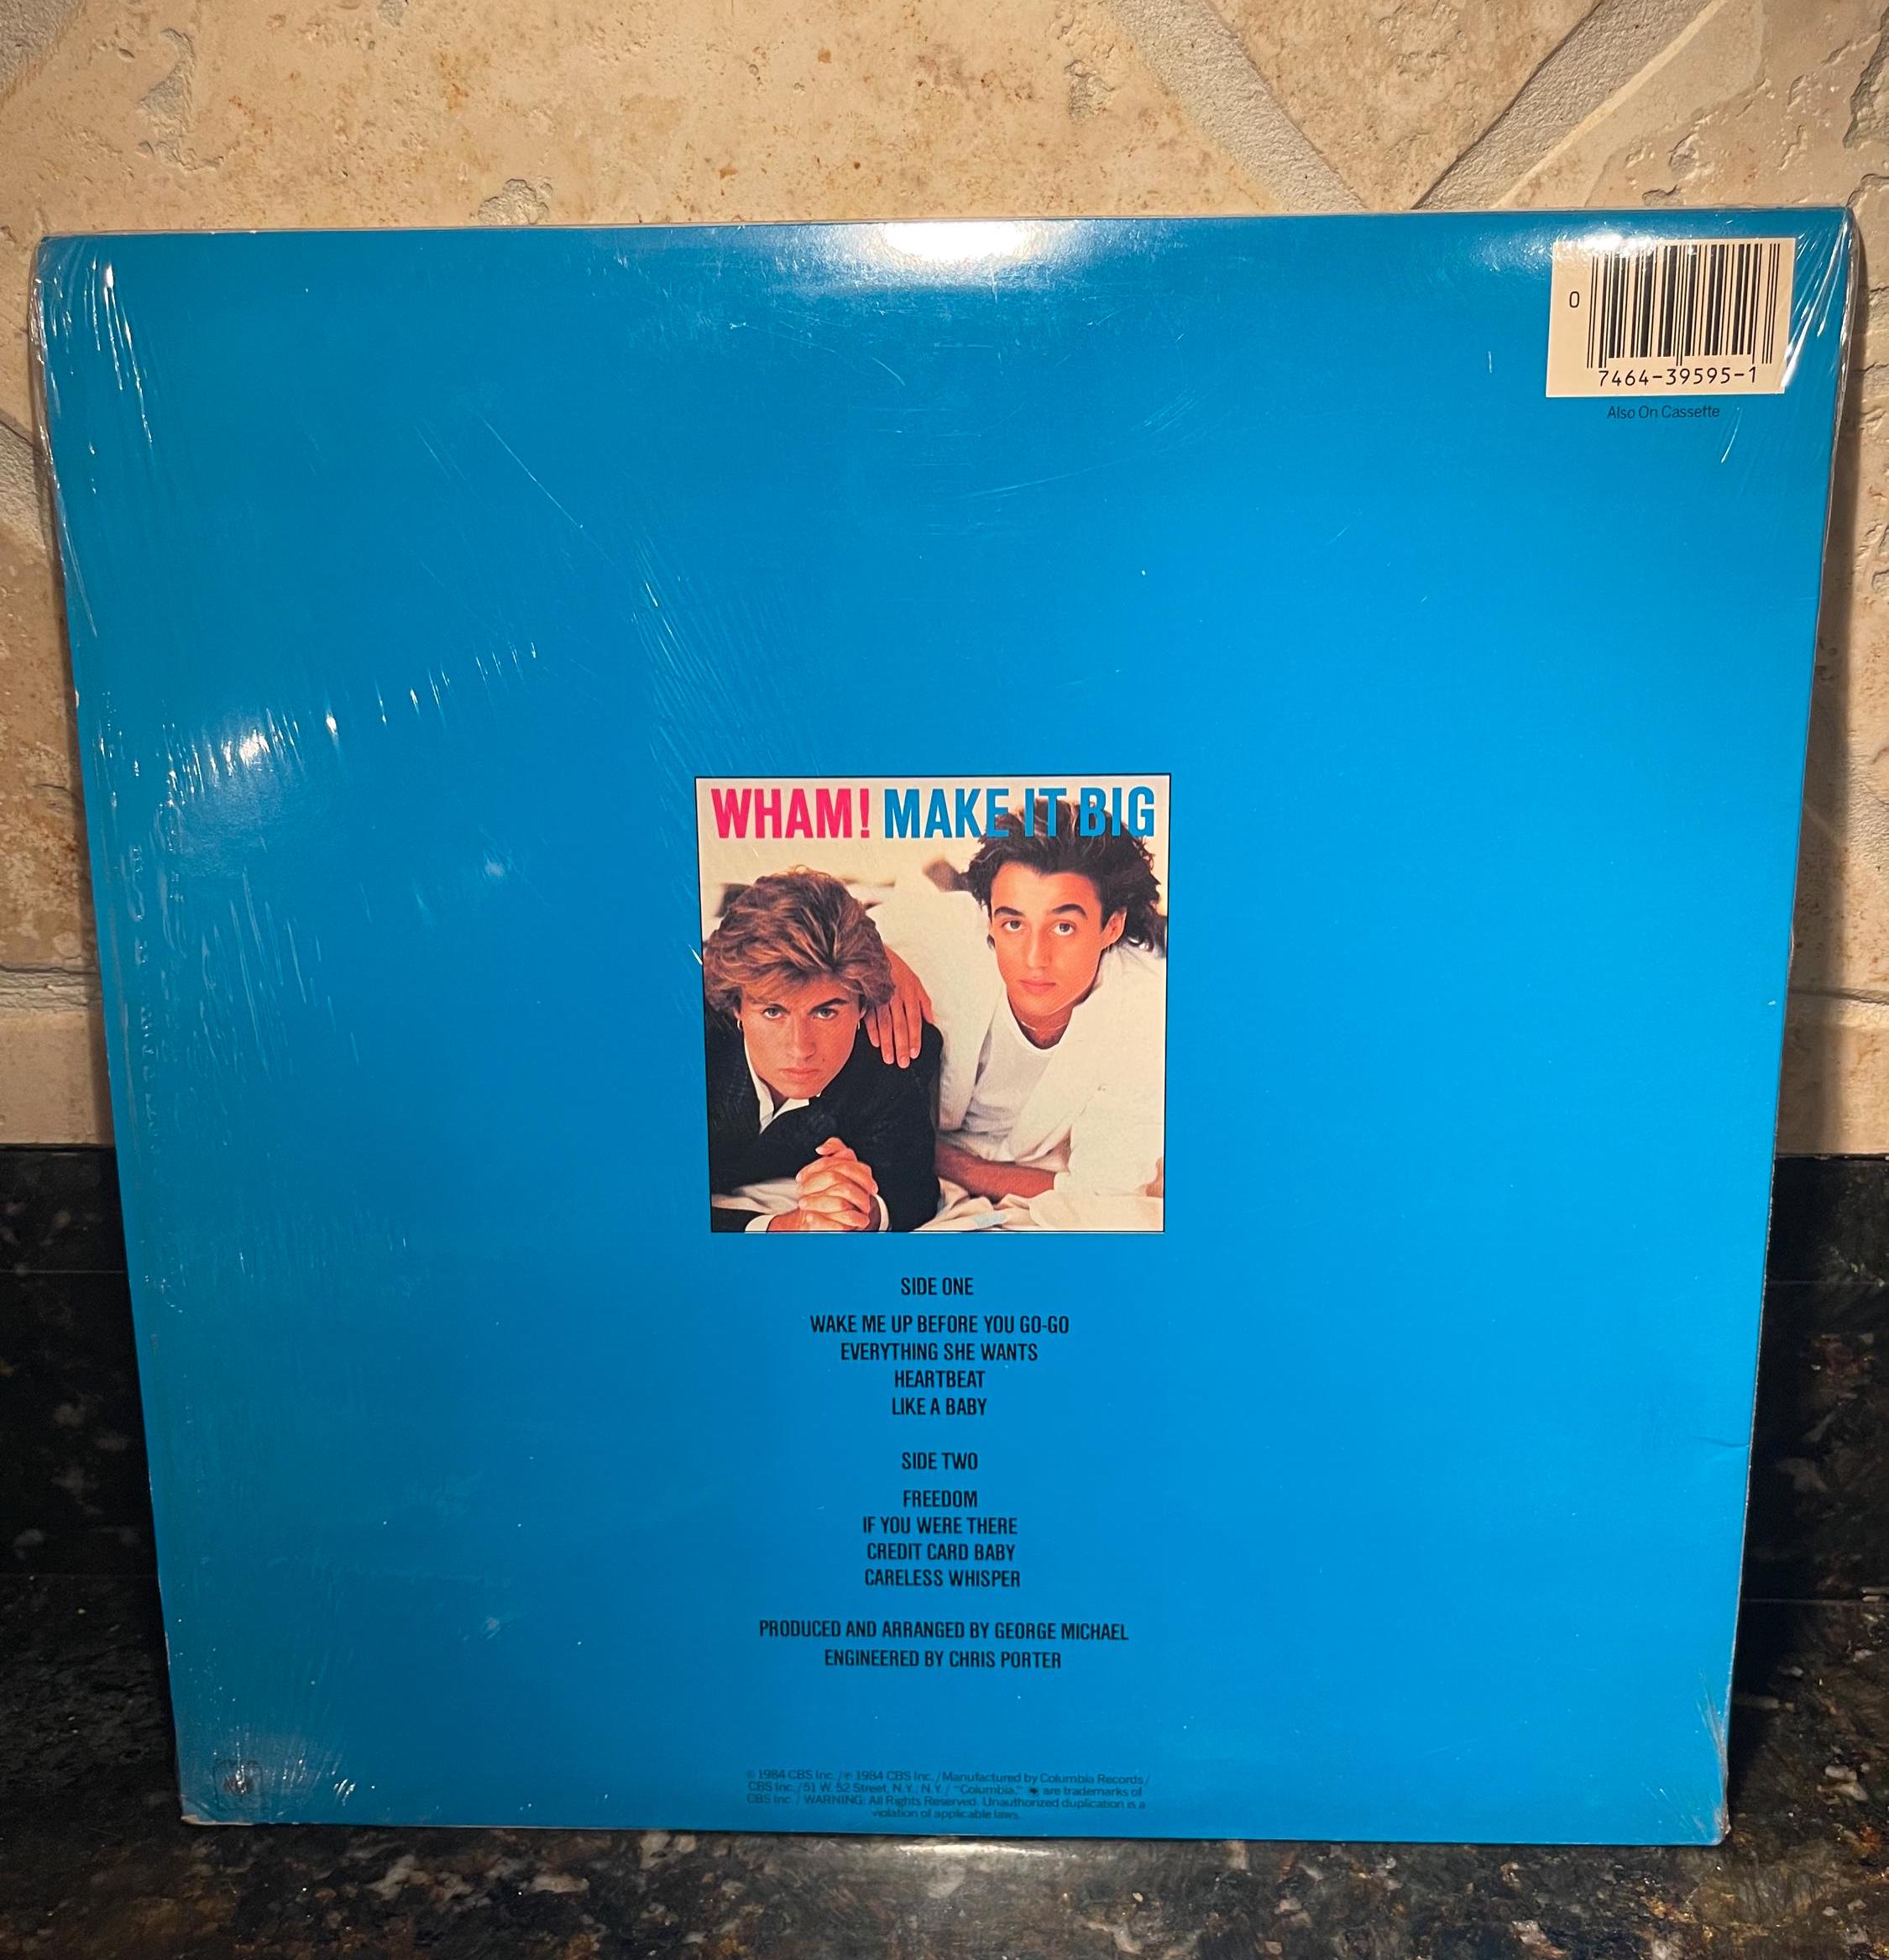 0
7464-39595-1
Also On Cassette
WHAM! MAKE IT BIG
SIDE ONE
WAKE ME UP BEFORE YOU GO-GO
EVERYTHING SHE WANTS
HEARTBEAT
LIKE A BABY
SIDE TWO
FREEDOM
IF YOU WERE THERE
CREDIT CARD BABY
CARELESS WHISPER
PRODUCED AND ARRANGED BY GEORGE MICHAEL
ENGINEERED BY CHRIS PORTER
© 1984 CBS Inc. / ℗ 1984 CBS Inc. / Manufactured by Columbia Records /
CBS Inc. / 51 W. 52 Street, N.Y., N.Y. / "Columbia," are trademarks of
CBS Inc. / WARNING: All Rights Reserved. Unauthorized duplication is a
violation of applicable laws.